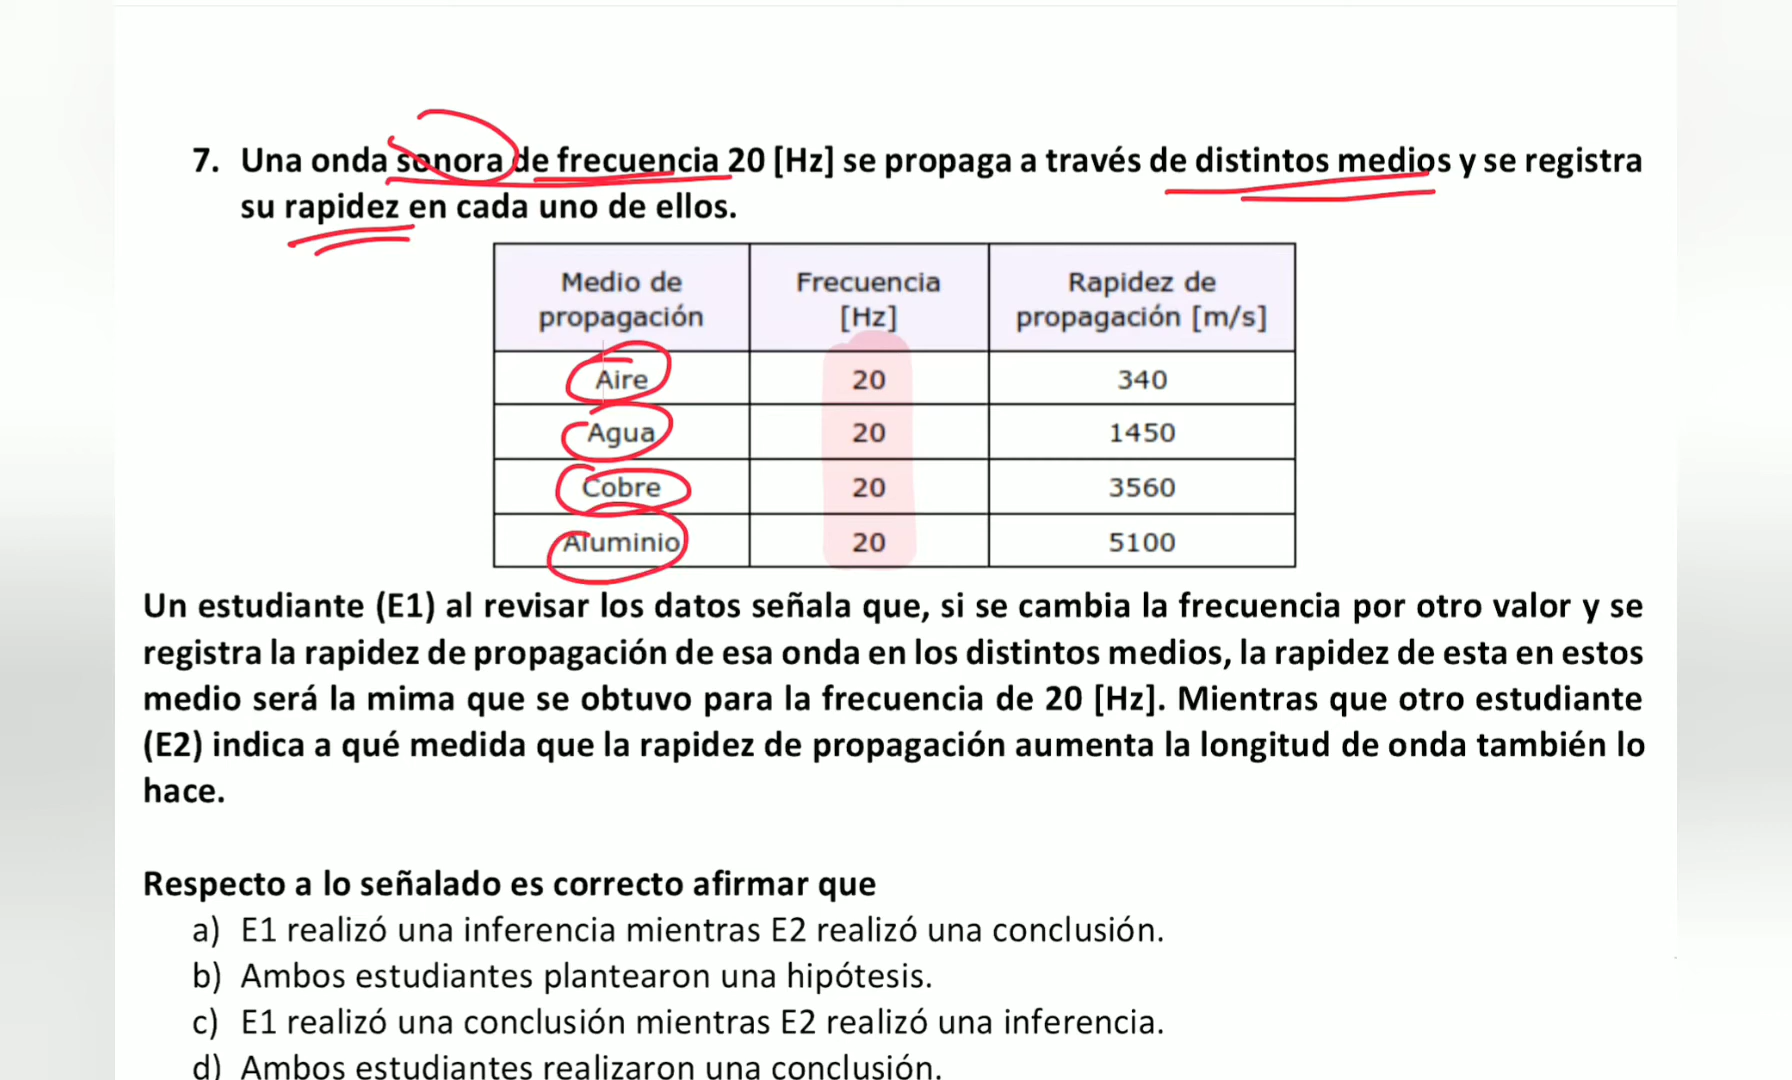 7. Una onda sonora de frecuencia 20 [Hz] se propaga a través de distintos medios y se registra
su rapidez en cada uno de ellos.
Medio de propagación Frecuencia [Hz] Rapidez de propagación [m/s]
Aire 20 340
Agua 20 1450
Cobre 20 3560
Aluminio 20 5100
Un estudiante (E1) al revisar los datos señala que, si se cambia la frecuencia por otro valor y se
registra la rapidez de propagación de esa onda en los distintos medios, la rapidez de esta en estos
medio será la mima que se obtuvo para la frecuencia de 20 [Hz]. Mientras que otro estudiante
(E2) indica a qué medida que la rapidez de propagación aumenta la longitud de onda también lo
hace.
Respecto a lo señalado es correcto afirmar que
a) E1 realizó una inferencia mientras E2 realizó una conclusión.
b) Ambos estudiantes plantearon una hipótesis.
c) E1 realizó una conclusión mientras E2 realizó una inferencia.
d) Ambos estudiantes realizaron una conclusión.